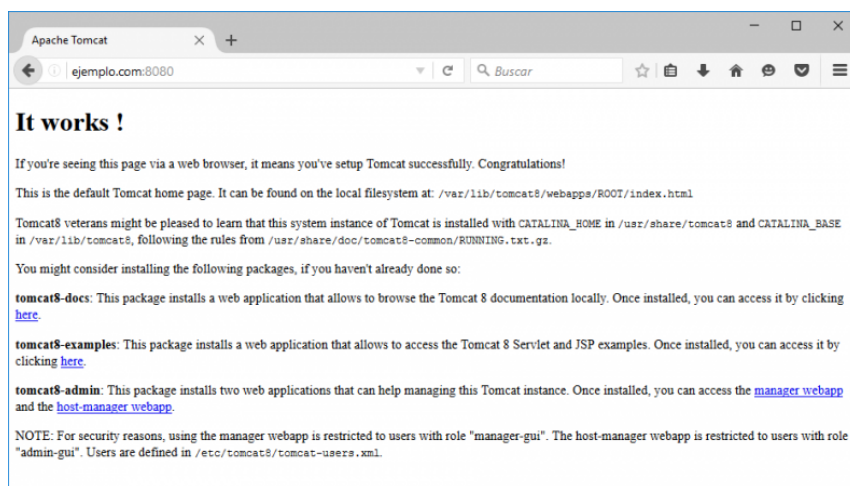 Apache Tomcat
ejemplo.com:8080
Buscar
It works !
If you're seeing this page via a web browser, it means you've setup Tomcat successfully. Congratulations!
This is the default Tomcat home page. It can be found on the local filesystem at: /var/lib/tomcat8/webapps/ROOT/index.html
Tomcat8 veterans might be pleased to learn that this system instance of Tomcat is installed with CATALINA_HOME in /usr/share/tomcat8 and CATALINA_BASE
in /var/lib/tomcat8, following the rules from /usr/share/doc/tomcat8-common/RUNNING.txt.gz.
You might consider installing the following packages, if you haven't already done so:
tomcat8-docs: This package installs a web application that allows to browse the Tomcat 8 documentation locally. Once installed, you can access it by clicking
here.
tomcat8-examples: This package installs a web application that allows to access the Tomcat 8 Servlet and JSP examples. Once installed, you can access it by
clicking here.
tomcat8-admin: This package installs two web applications that can help managing this Tomcat instance. Once installed, you can access the manager webapp
and the host-manager webapp.
NOTE: For security reasons, using the manager webapp is restricted to users with role "manager-gui". The host-manager webapp is restricted to users with role
"admin-gui". Users are defined in /etc/tomcat8/tomcat-users.xml.